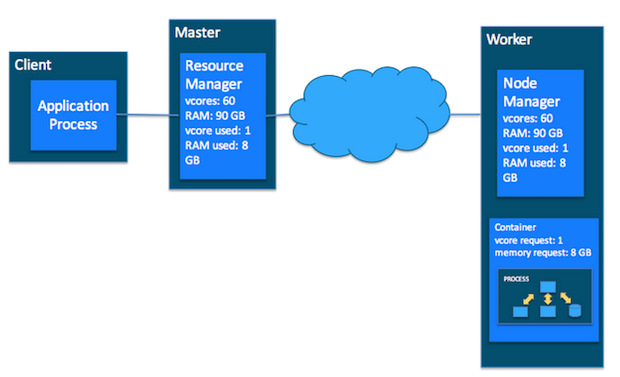 Client
Application
Process
Master
Resource
Manager
vcores: 60
RAM: 90 GB
vcore used: 1
RAM used: 8
GB
Worker
Node
Manager
vcores: 60
RAM: 90 GB
vcore used: 1
RAM used: 8
GB
Container
vcore request: 1
memory request: 8 GB
PROCESS